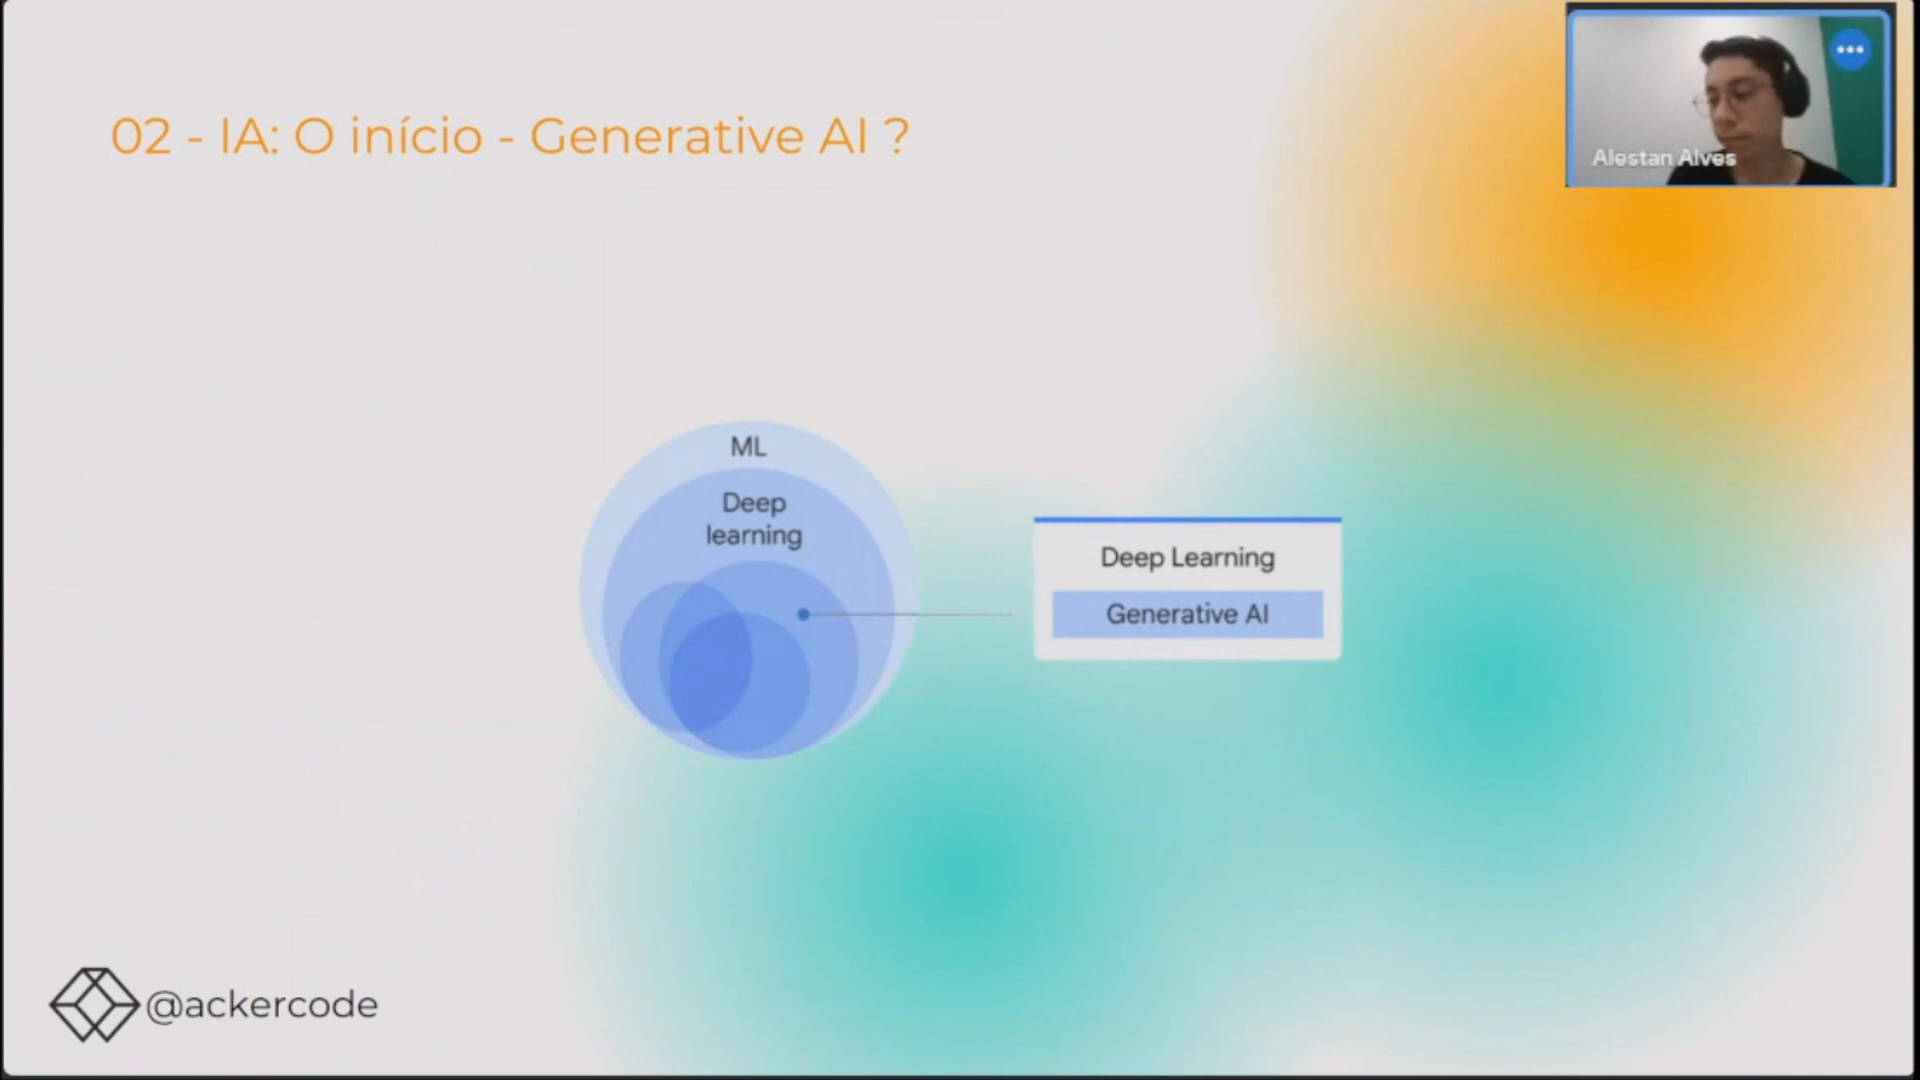 02 - IA: O início - Generative AI ?
Alestan Alves
ML
Deep
learning
Deep Learning
Generative AI
@ackercode